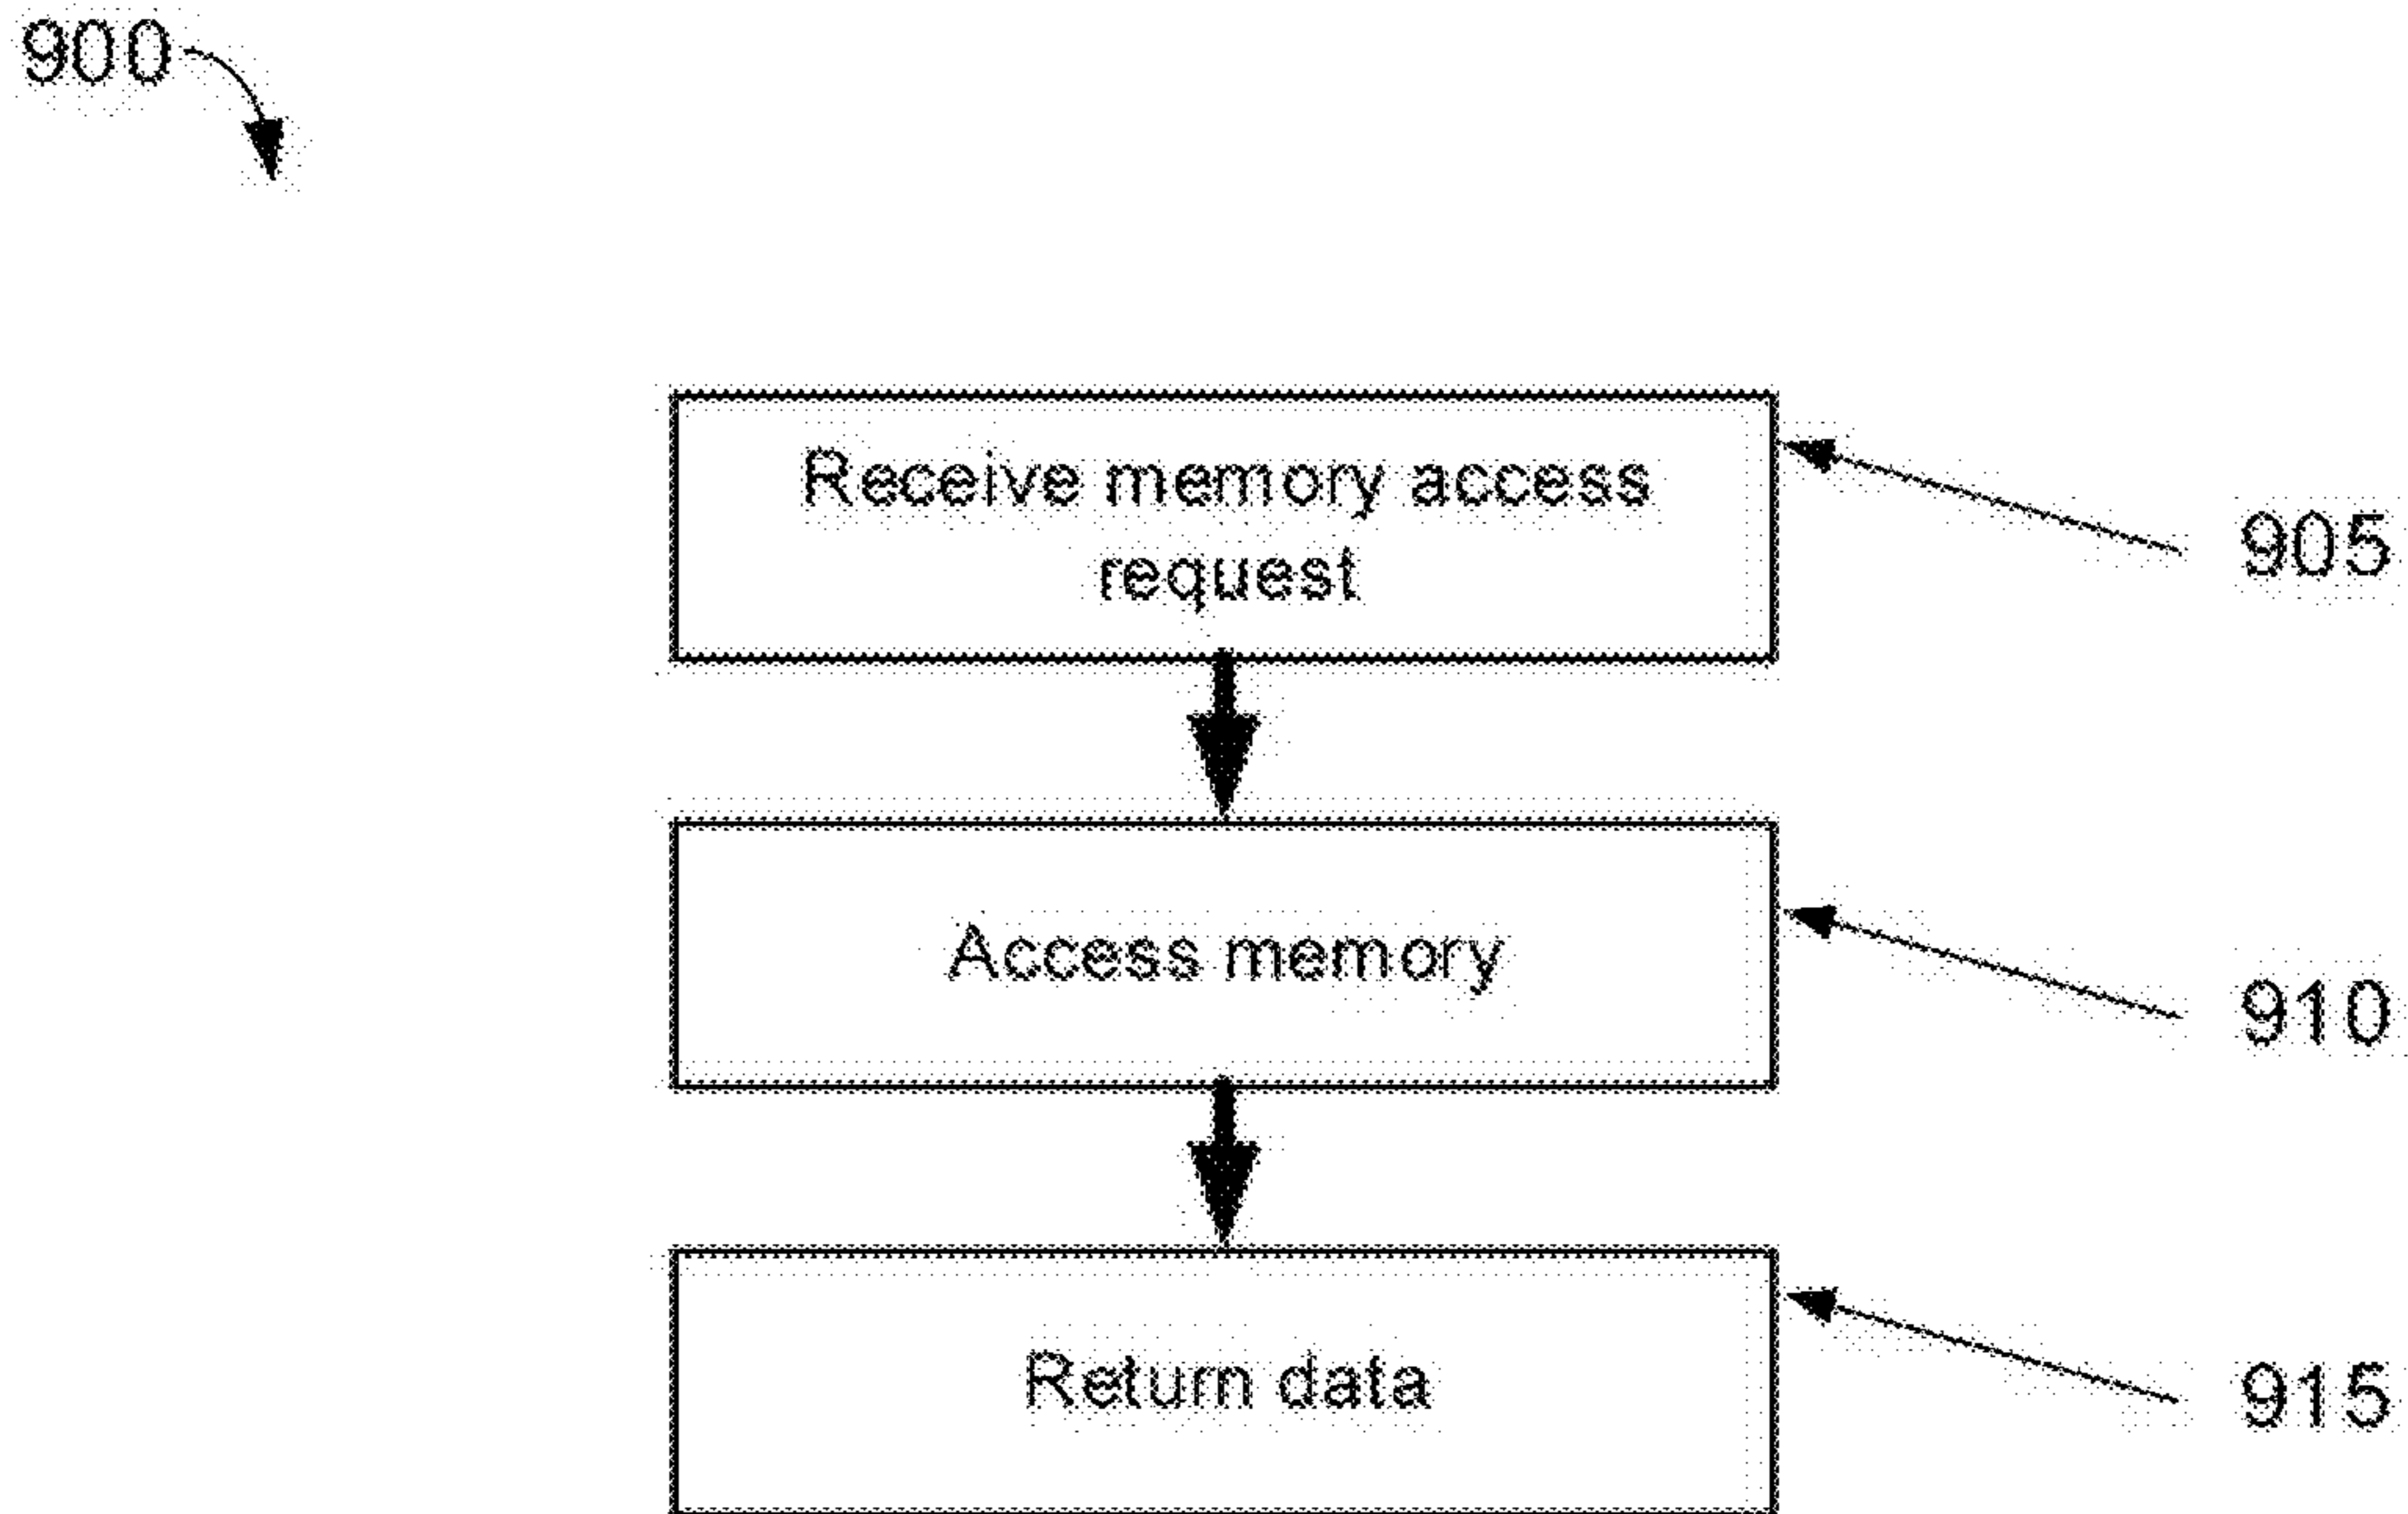 900
Receive memory access
request
905
Access memory
910
Return data
915